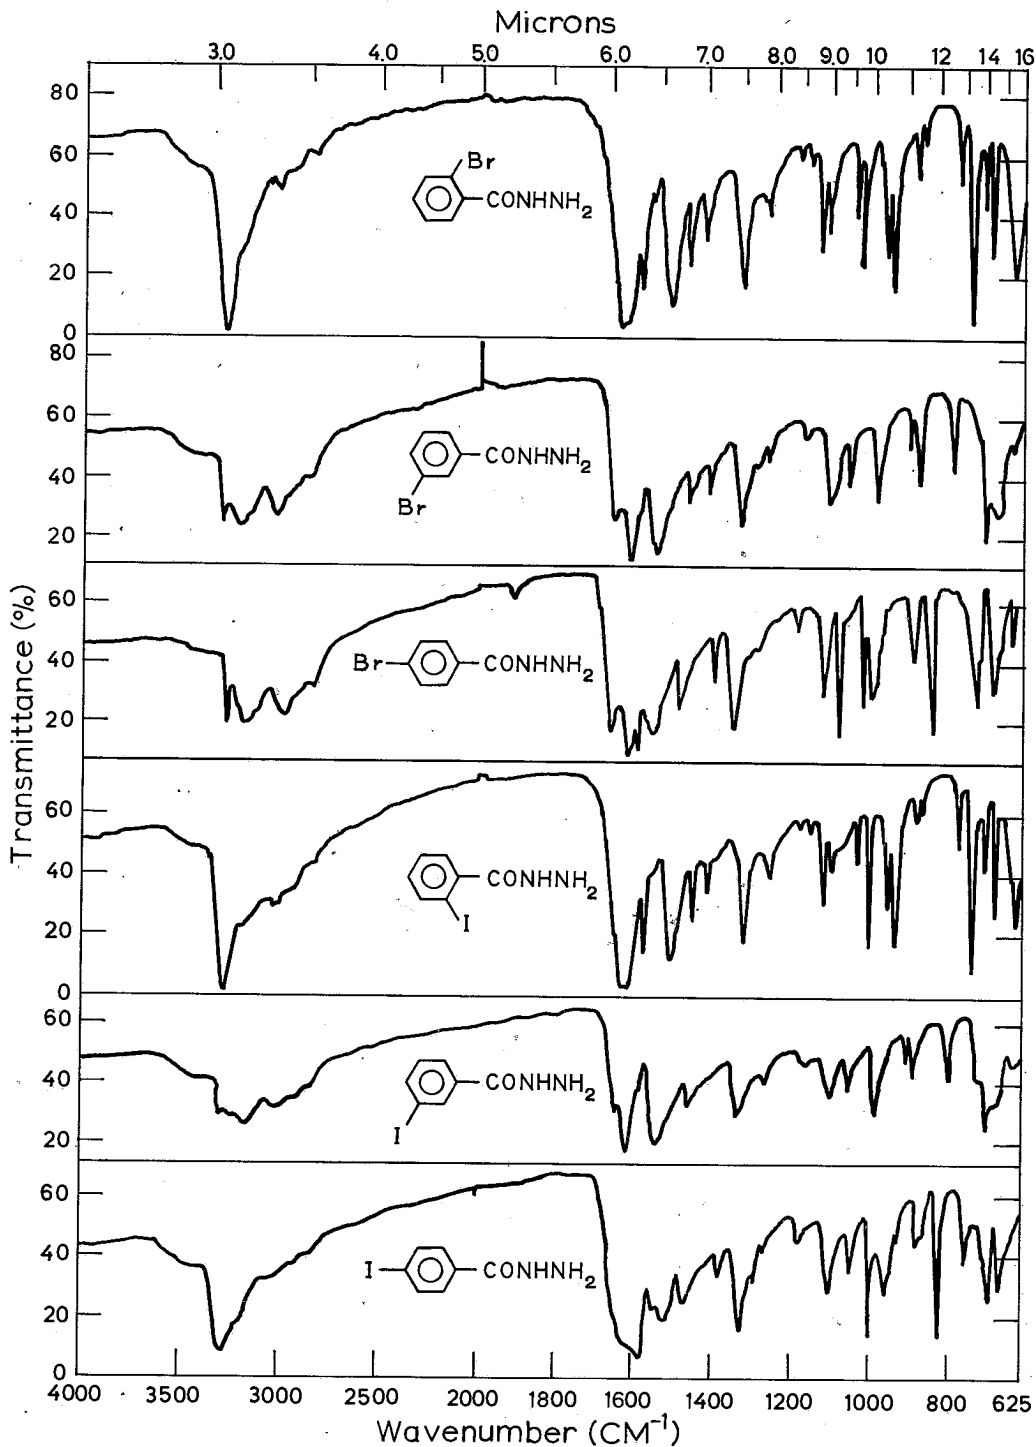 Microns
3.0 4.0 5.0 6.0 7.0 8.0 9.0 10 12 14 16
80
60
40
20
0
Br
CONHNH2
80
60
40
20
CONHNH2
Br
60
40
20
Br CONHNH2
60
40
20
0
CONHNH2
I
60
40
20
CONHNH2
I
60
40
20
0
I CONHNH2
Transmittance (%)
4000 3500 3000 2500 2000 1800 1600 1400 1200 1000 800 625
Wavenumber (CM⁻¹)